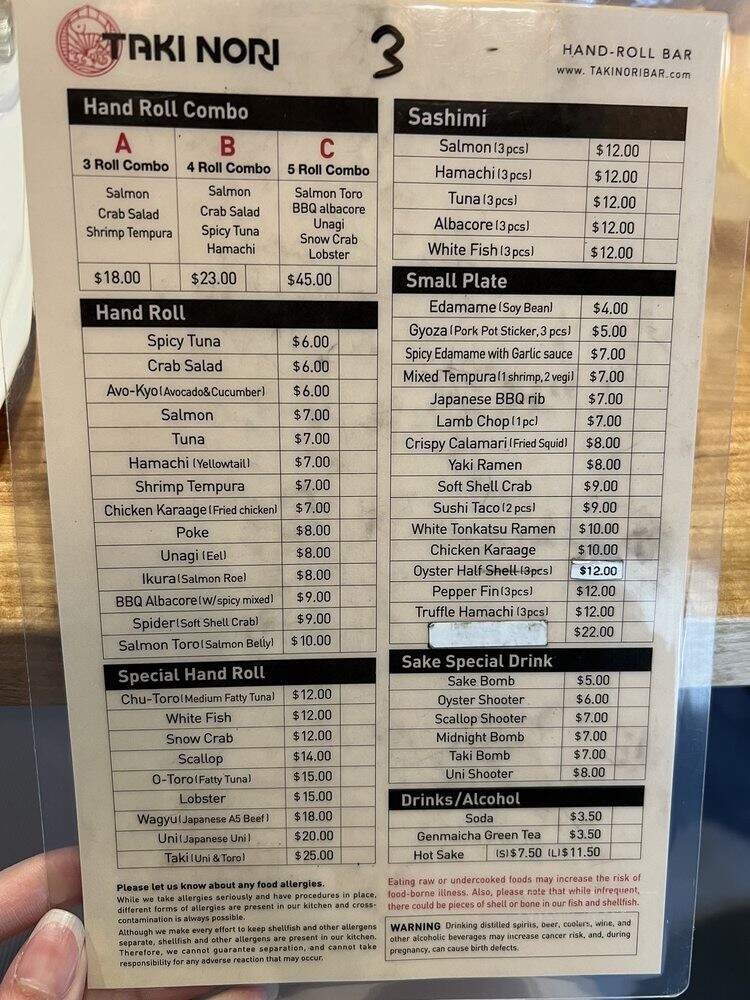 TAKI NORI
3
HAND-ROLL BAR
www. TAKINORIBAR.com
Hand Roll Combo
A
3 Roll Combo
Salmon
Crab Salad
Shrimp Tempura
$18.00
B
4 Roll Combo
Salmon
Crab Salad
Spicy Tuna
Hamachi
$23.00
C
5 Roll Combo
Salmon Toro
BBQ albacore
Unagi
Snow Crab
Lobster
$45.00
Hand Roll
Spicy Tuna $6.00
Crab Salad $6.00
Avo-Kyo(Avocado&Cucumber) $6.00
Salmon $7.00
Tuna $7.00
Hamachi (Yellowtail) $7.00
Shrimp Tempura $7.00
Chicken Karaage(Fried chicken) $7.00
Poke $8.00
Unagi (Eel) $8.00
Ikura(Salmon Roe) $8.00
BBQ Albacore(W/spicy mixed) $9.00
Spider(Soft Shell Crab) $9.00
Salmon Toro(Salmon Belly) $10.00
Special Hand Roll
Chu-Toro(Medium Fatty Tuna) $12.00
White Fish $12.00
Snow Crab $12.00
Scallop $14.00
O-Toro(Fatty Tuna) $15.00
Lobster $15.00
Wagyu(Japanese A5 Beef) $18.00
Uni(Japanese Uni) $20.00
Taki(Uni & Toro) $25.00
Please let us know about any food allergies.
While we take allergies seriously and have procedures in place,
different forms of allergies are present in our kitchen and cross-
contamination is always possible.
Although we make every effort to keep shellfish and other allergens
separate, shellfish and other allergens are present in our kitchen.
Therefore, we cannot guarantee separation, and cannot take
responsibility for any adverse reaction that may occur.
Sashimi
Salmon(3pcs) $12.00
Hamachi(3pcs) $12.00
Tuna(3pcs) $12.00
Albacore(3pcs) $12.00
White Fish(3pcs) $12.00
Small Plate
Edamame(Soy Bean) $4.00
Gyoza(Pork Pot Sticker, 3 pcs) $5.00
Spicy Edamame with Garlic sauce $7.00
Mixed Tempura(1 shrimp, 2 vegi) $7.00
Japanese BBQ rib $7.00
Lamb Chop(1pc) $7.00
Crispy Calamari(Fried Squid) $8.00
Yaki Ramen $8.00
Soft Shell Crab $9.00
Sushi Taco(2 pcs) $9.00
White Tonkatsu Ramen $10.00
Chicken Karaage $10.00
Oyster Half Shell(3pcs) $12.00
Pepper Fin(3pcs) $12.00
Truffle Hamachi(3pcs) $12.00
$22.00
Sake Special Drink
Sake Bomb $5.00
Oyster Shooter $6.00
Scallop Shooter $7.00
Midnight Bomb $7.00
Taki Bomb $7.00
Uni Shooter $8.00
Drinks/Alcohol
Soda $3.50
Genmaicha Green Tea $3.50
Hot Sake (S)$7.50 (L)$11.50
Eating raw or undercooked foods may increase the risk of
food-borne illness. Also, please note that while infrequent,
there could be pieces of shell or bone in our fish and shellfish.
WARNING Drinking distilled spirits, beer, coolers, wine, and
other alcoholic beverages may increase cancer risk, and, during
pregnancy, can cause birth defects.